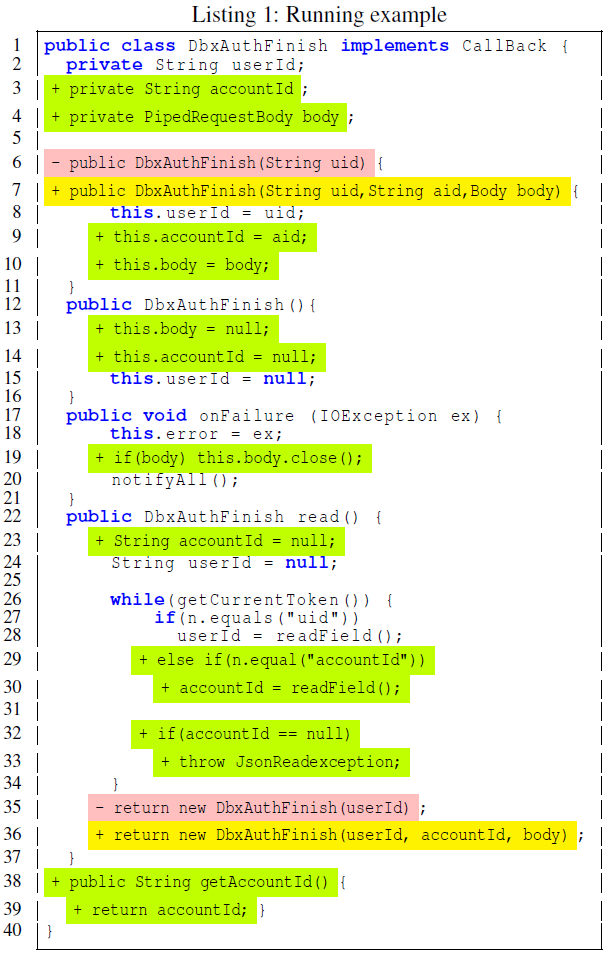 Listing 1: Running example
1 public class DbxAuthFinish implements CallBack {
2 private String userId;
3 + private String accountId ;
4 + private PipedRequestBody body ;
5
6 - public DbxAuthFinish(String uid) {
7 + public DbxAuthFinish(String uid,String aid,Body body) {
8 this.userId = uid;
9 + this.accountId = aid;
10 + this.body = body;
11 }
12 public DbxAuthFinish(){
13 + this.body = null;
14 + this.accountId = null;
15 this.userId = null;
16 }
17 public void onFailure (IOException ex) {
18 this.error = ex;
19 + if(body) this.body.close();
20 notifyAll();
21 }
22 public DbxAuthFinish read() {
23 + String accountId = null;
24 String userId = null;
25
26 while(getCurrentToken()) {
27 if(n.equals("uid"))
28 userId = readField();
29 + else if(n.equal("accountId"))
30 + accountId = readField();
31
32 + if(accountId == null)
33 + throw JsonReadexception;
34 }
35 - return new DbxAuthFinish(userId) ;
36 + return new DbxAuthFinish(userId, accountId, body) ;
37 }
38 + public String getAccountId() {
39 + return accountId; }
40 }